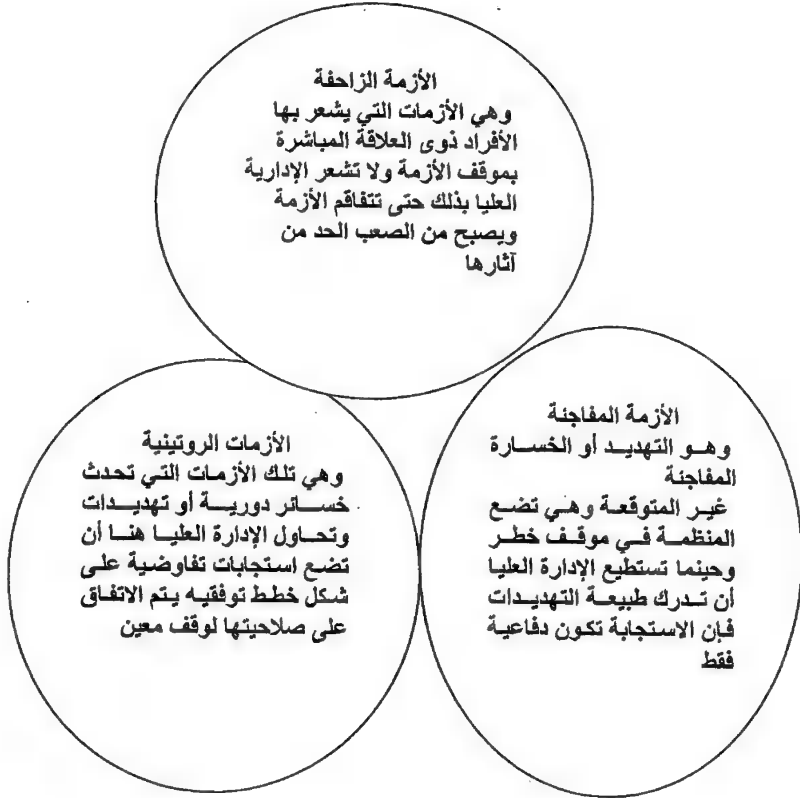 الأزمة الزاحفة
وهي الأزمات التي يشعر بها
الأفراد ذوى العلاقة المباشرة
بموقف الأزمة ولا تشعر الإدارية
العليا بذلك حتى تتفاقم الأزمة
ويصبح من الصعب الحد من
آثارها
الأزمة المفاجئة
وهو التهديد أو الخسارة
المفاجئة
غير المتوقعة وهي تضع
المنظمة في موقف خطر
وحينما تستطيع الإدارة العليا
أن تدرك طبيعة التهديدات
فإن الاستجابة تكون دفاعية
فقط
الأزمات الروتينية
وهي تلك الأزمات التي تحدث
خسائر دورية أو تهديدات
وتحاول الإدارة العليا هنا أن
تضع استجابات تفاوضية على
شكل خطط توفقيه يتم الاتفاق
على صلاحيتها لوقف معين